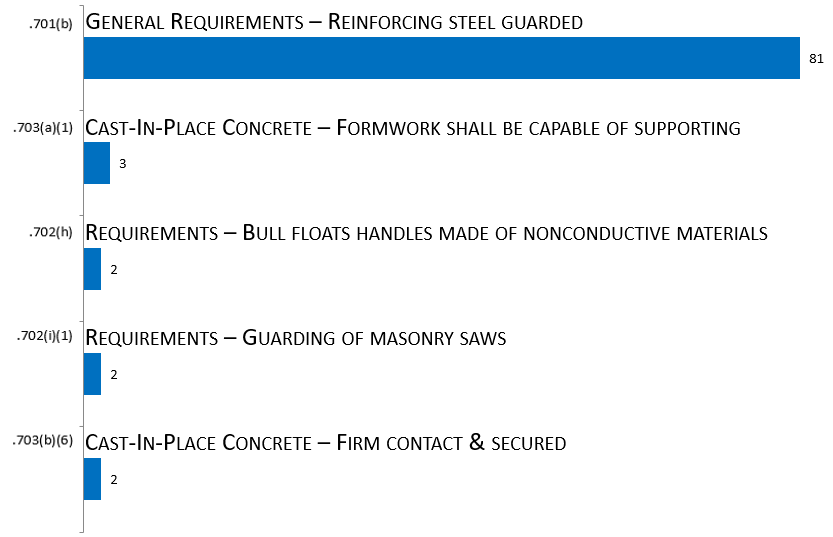 .701(b)
General Requirements – Reinforcing steel guarded
81
.703(a)(1)
Cast-In-Place Concrete – Formwork shall be capable of supporting
3
.702(h)
Requirements – Bull floats handles made of nonconductive materials
2
.702(i)(1)
Requirements – Guarding of masonry saws
2
.703(b)(6)
Cast-In-Place Concrete – Firm contact & secured
2